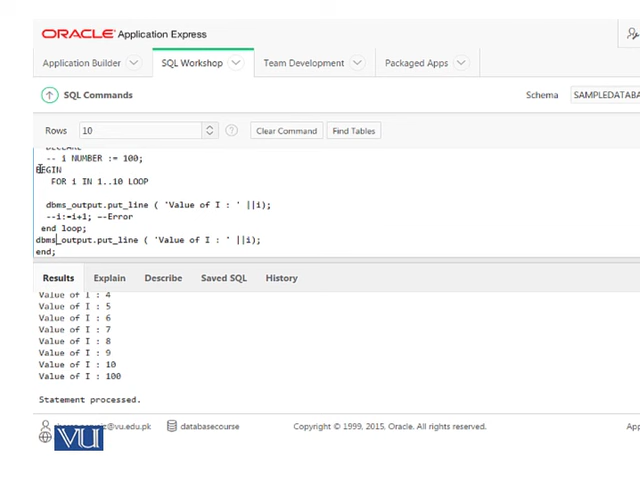 ORACLE Application Express
Application Builder SQL Workshop Team Development Packaged Apps
SQL Commands Schema SAMPLEDATABA
Rows 10 Clear Command Find Tables
DECLARE
-- i NUMBER := 100;
BEGIN
FOR i IN 1..10 LOOP
dbms_output.put_line ( 'Value of I : ' ||i);
--i:=i+1; --Error
end loop;
dbms_output.put_line ( 'Value of I : ' ||i);
end;
Results Explain Describe Saved SQL History
Value of I : 4
Value of I : 5
Value of I : 6
Value of I : 7
Value of I : 8
Value of I : 9
Value of I : 10
Value of I : 100
Statement processed.
@vu.edu.pk databasecourse Copyright © 1999, 2015, Oracle. All rights reserved. App
VU